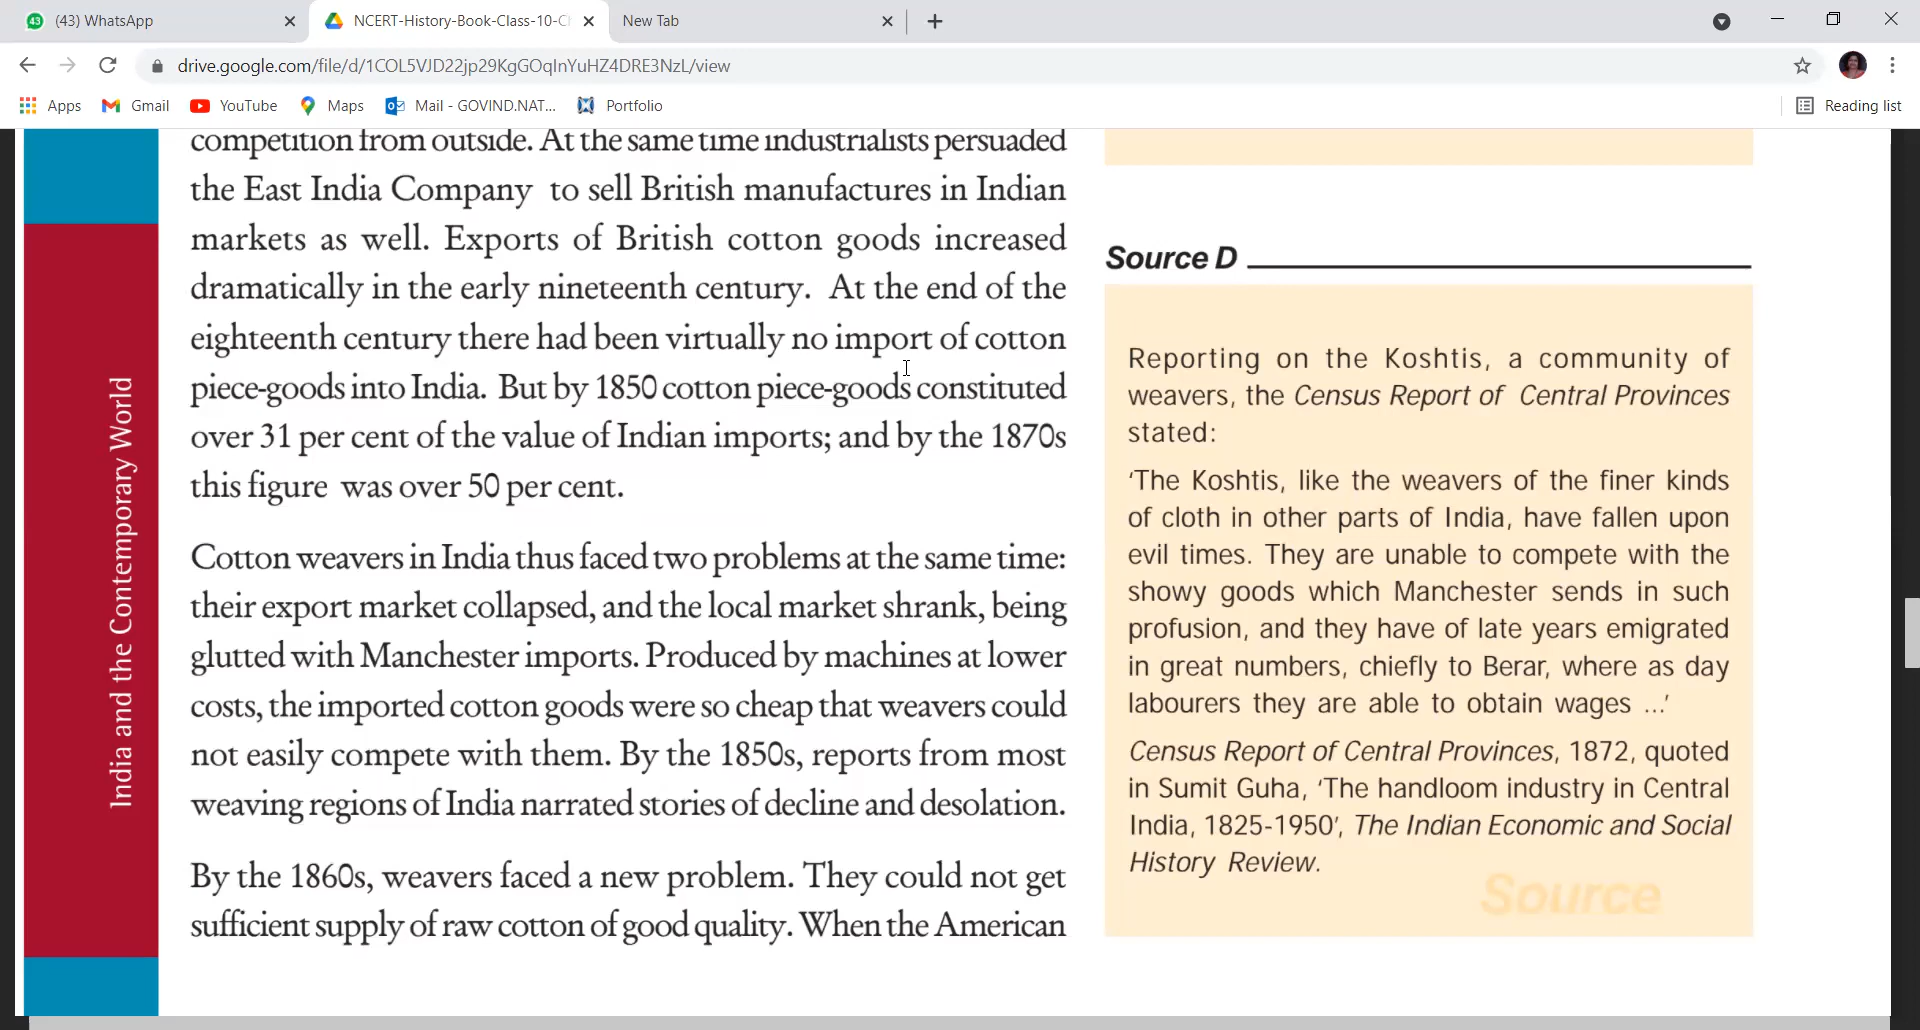 (43) WhatsApp
NCERT-History-Book-Class-10-C
New Tab
drive.google.com/file/d/1COL5VJD22jp29KgGOqInYuHZ4DRE3NzL/view
Apps
Gmail
YouTube
Maps
Mail - GOVIND.NAT...
Portfolio
Reading list
competition from outside. At the same time industrialists persuaded
the East India Company to sell British manufactures in Indian
markets as well. Exports of British cotton goods increased
dramatically in the early nineteenth century. At the end of the
eighteenth century there had been virtually no import of cotton
piece-goods into India. But by 1850 cotton piece-goods constituted
over 31 per cent of the value of Indian imports; and by the 1870s
this figure was over 50 per cent.
Cotton weavers in India thus faced two problems at the same time:
their export market collapsed, and the local market shrank, being
glutted with Manchester imports. Produced by machines at lower
costs, the imported cotton goods were so cheap that weavers could
not easily compete with them. By the 1850s, reports from most
weaving regions of India narrated stories of decline and desolation.
By the 1860s, weavers faced a new problem. They could not get
sufficient supply of raw cotton of good quality. When the American
India and the Contemporary World
Source D
Reporting on the Koshtis, a community of
weavers, the Census Report of Central Provinces
stated:
‘The Koshtis, like the weavers of the finer kinds
of cloth in other parts of India, have fallen upon
evil times. They are unable to compete with the
showy goods which Manchester sends in such
profusion, and they have of late years emigrated
in great numbers, chiefly to Berar, where as day
labourers they are able to obtain wages ...’
Census Report of Central Provinces, 1872, quoted
in Sumit Guha, ‘The handloom industry in Central
India, 1825-1950’, The Indian Economic and Social
History Review.
Source